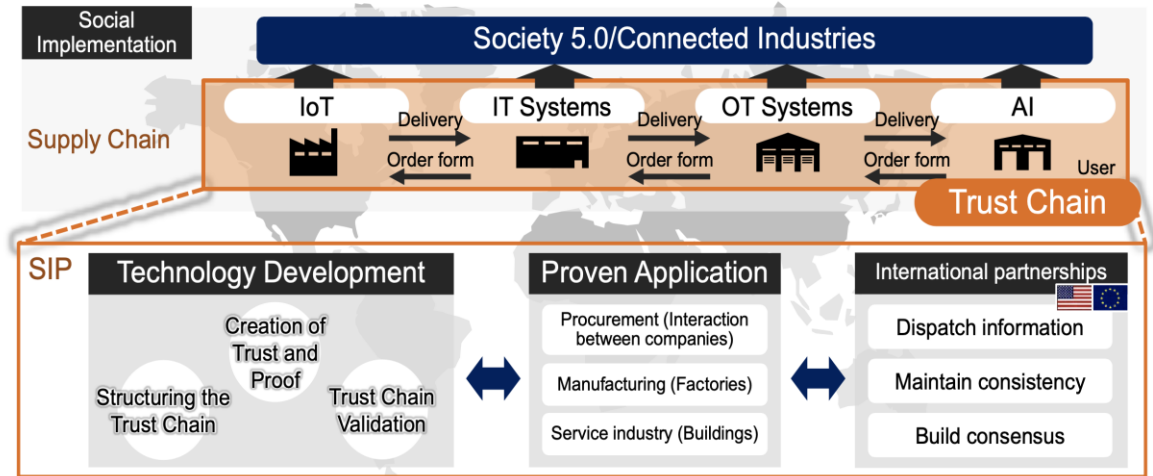 Social
Implementation
Society 5.0/Connected Industries
IoT
IT Systems
OT Systems
AI
Supply Chain
Delivery
Order form
Delivery
Order form
Delivery
Order form
User
Trust Chain
SIP
Technology Development
Creation of
Trust and
Proof
Structuring the
Trust Chain
Trust Chain
Validation
Proven Application
Procurement (Interaction
between companies)
Manufacturing (Factories)
Service industry (Buildings)
International partnerships
Dispatch information
Maintain consistency
Build consensus